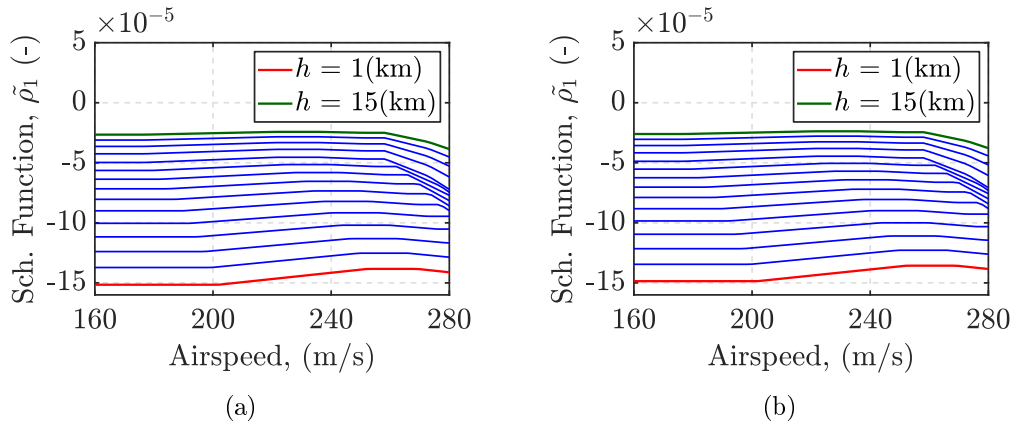 ×10⁻⁵
5
0
-5
-10
-15
Sch. Function, ρ̃₁ (-)
h = 1(km)
h = 15(km)
160 200 240 280
Airspeed, (m/s)
(a)
×10⁻⁵
5
0
-5
-10
-15
Sch. Function, ρ̃₁ (-)
h = 1(km)
h = 15(km)
160 200 240 280
Airspeed, (m/s)
(b)